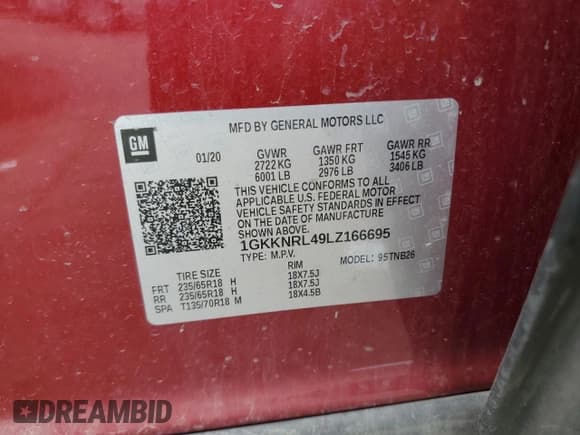 GM
MFD BY GENERAL MOTORS LLC
01/20 GVWR GAWR FRT GAWR RR
2722 KG 1350 KG 1545 KG
6001 LB 2976 LB 3406 LB
THIS VEHICLE CONFORMS TO ALL
APPLICABLE U.S. FEDERAL MOTOR
VEHICLE SAFETY STANDARDS IN EFFECT
ON THE DATE OF MANUFACTURE
SHOWN ABOVE.
1GKKNRL49LZ166695
TYPE: M.P.V. MODEL: 95TNB26
TIRE SIZE RIM
FRT 235/65R18 H 18X7.5J
RR 235/65R18 H 18X7.5J
SPA T135/70R18 M 18X4.5B
DREAMBID